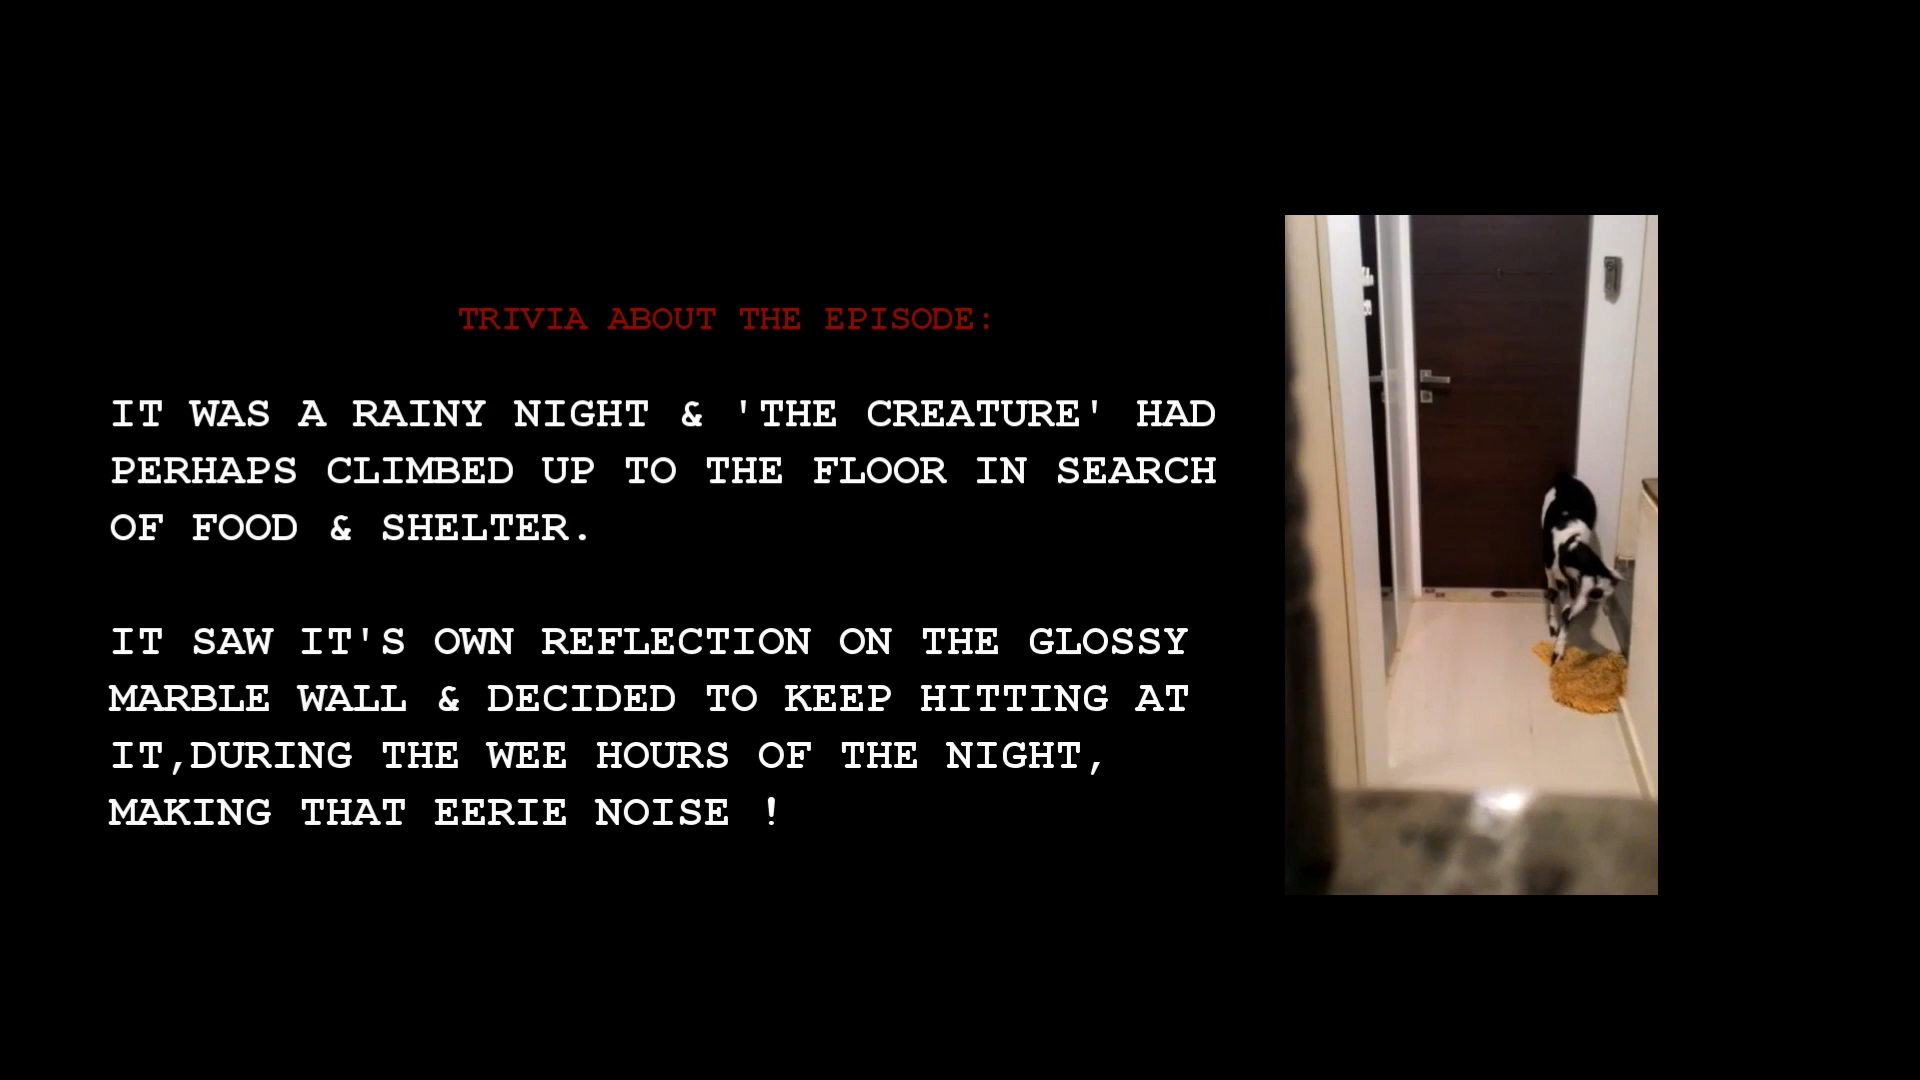 TRIVIA ABOUT THE EPISODE:
IT WAS A RAINY NIGHT & 'THE CREATURE' HAD
PERHAPS CLIMBED UP TO THE FLOOR IN SEARCH
OF FOOD & SHELTER.
IT SAW IT'S OWN REFLECTION ON THE GLOSSY
MARBLE WALL & DECIDED TO KEEP HITTING AT
IT,DURING THE WEE HOURS OF THE NIGHT,
MAKING THAT EERIE NOISE !